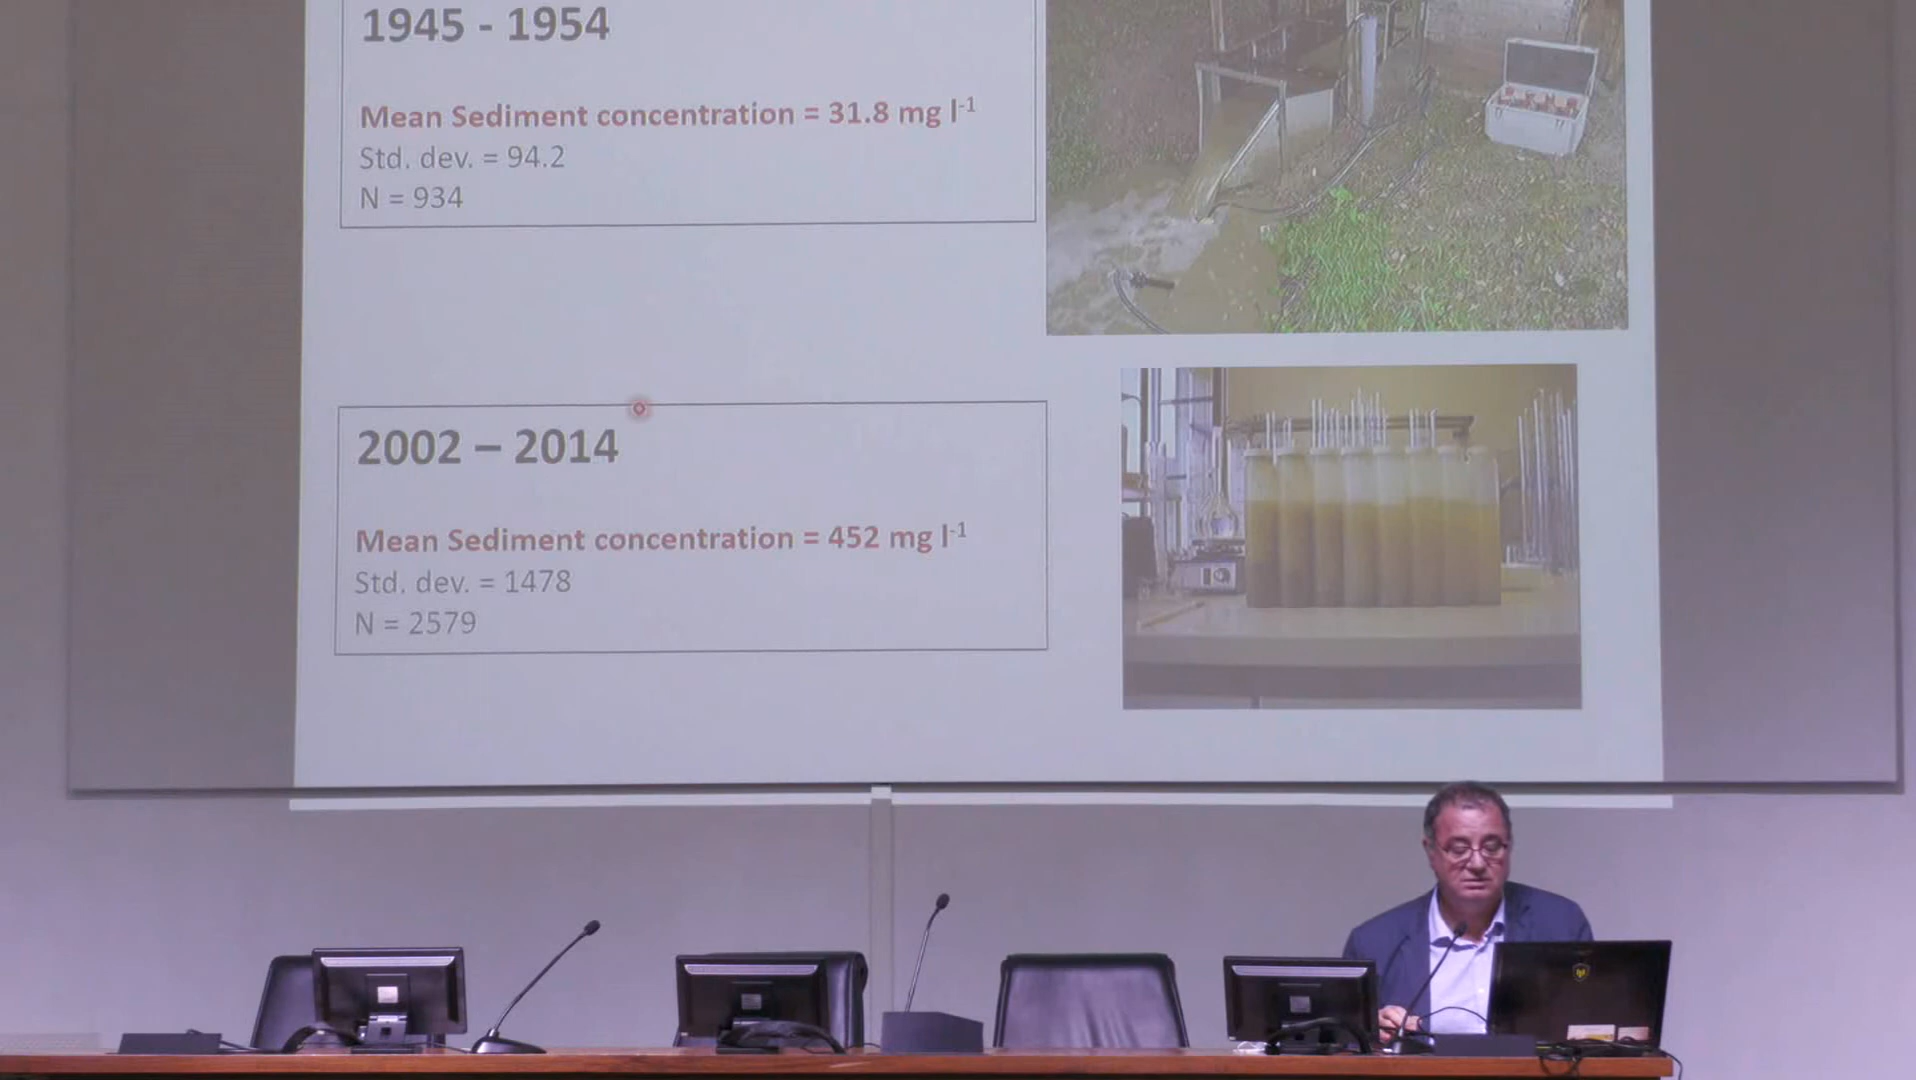 1945 - 1954
Mean Sediment concentration = 31.8 mg l⁻¹
Std. dev. = 94.2
N = 934
2002 – 2014
Mean Sediment concentration = 452 mg l⁻¹
Std. dev. = 1478
N = 2579